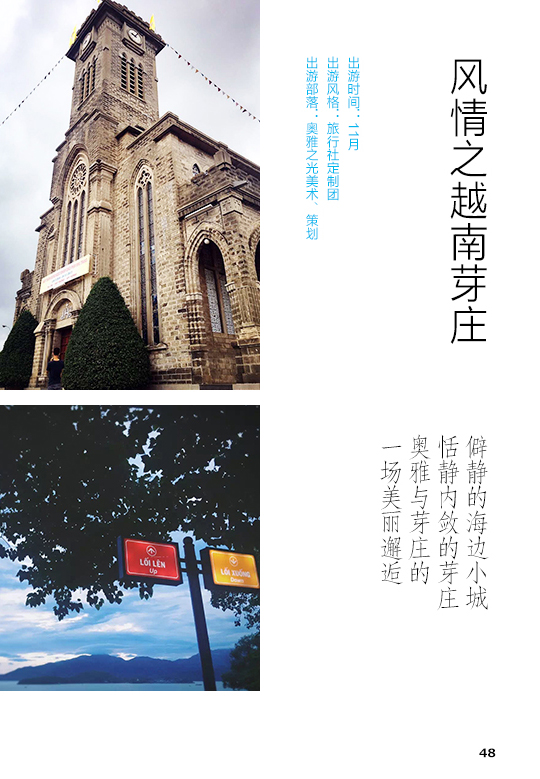 风情之越南芽庄
出游时间：11月
出游风格：旅行社定制团
出游部落：奥雅之光美术、策划
僻静的海边小城
恬静内敛的芽庄
奥雅与芽庄的
一场美丽邂逅
LỐI LÊN
Up
LỐI XUỐNG
Down
48